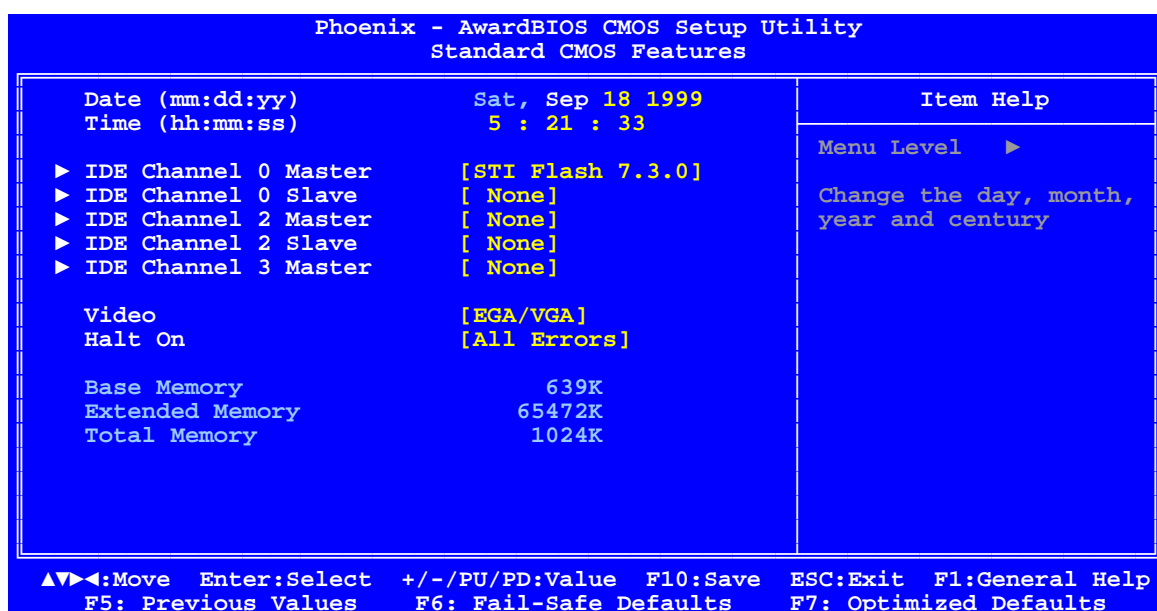 Phoenix - AwardBIOS CMOS Setup Utility
Standard CMOS Features
Date (mm:dd:yy) Sat, Sep 18 1999
Time (hh:mm:ss) 5 : 21 : 33
► IDE Channel 0 Master [STI Flash 7.3.0]
► IDE Channel 0 Slave [ None]
► IDE Channel 2 Master [ None]
► IDE Channel 2 Slave [ None]
► IDE Channel 3 Master [ None]
Video [EGA/VGA]
Halt On [All Errors]
Base Memory 639K
Extended Memory 65472K
Total Memory 1024K
Item Help
Menu Level ►
Change the day, month,
year and century
▲▼►◄:Move Enter:Select +/-/PU/PD:Value F10:Save ESC:Exit F1:General Help
F5: Previous Values F6: Fail-Safe Defaults F7: Optimized Defaults